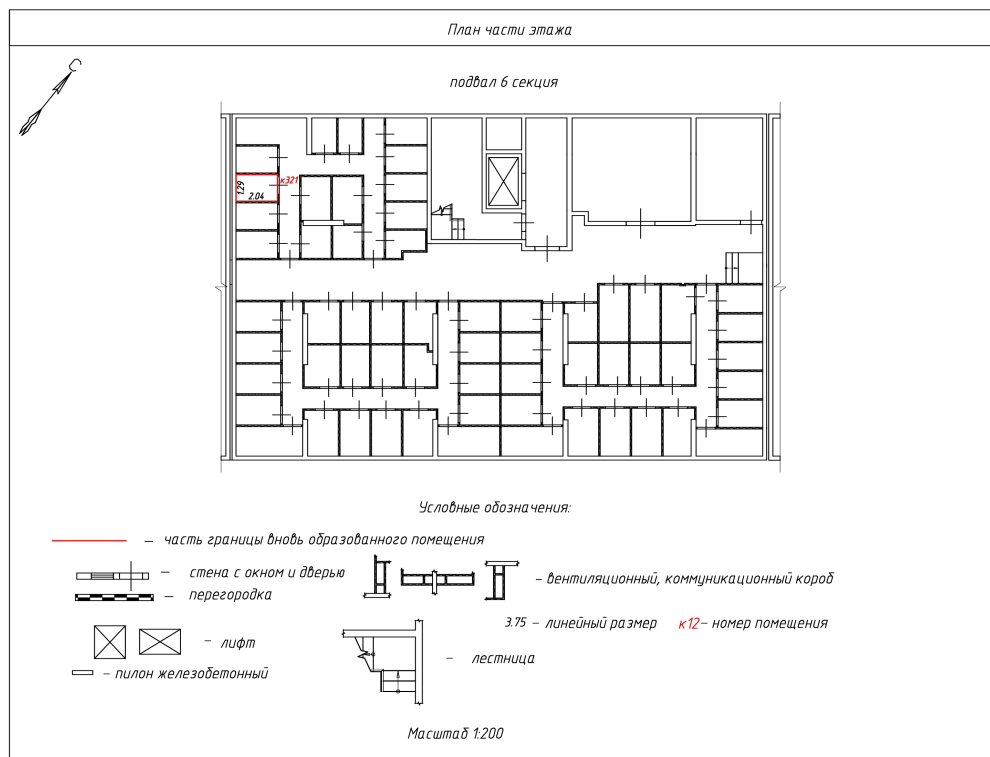 План части этажа
С
подвал 6 секция
к321
1.29
2.04
Условные обозначения:
– часть границы вновь образованного помещения
– стена с окном и дверью
– перегородка
– вентиляционный, коммуникационный короб
3.75 – линейный размер к12 – номер помещения
– лифт
– лестница
– пилон железобетонный
Масштаб 1:200